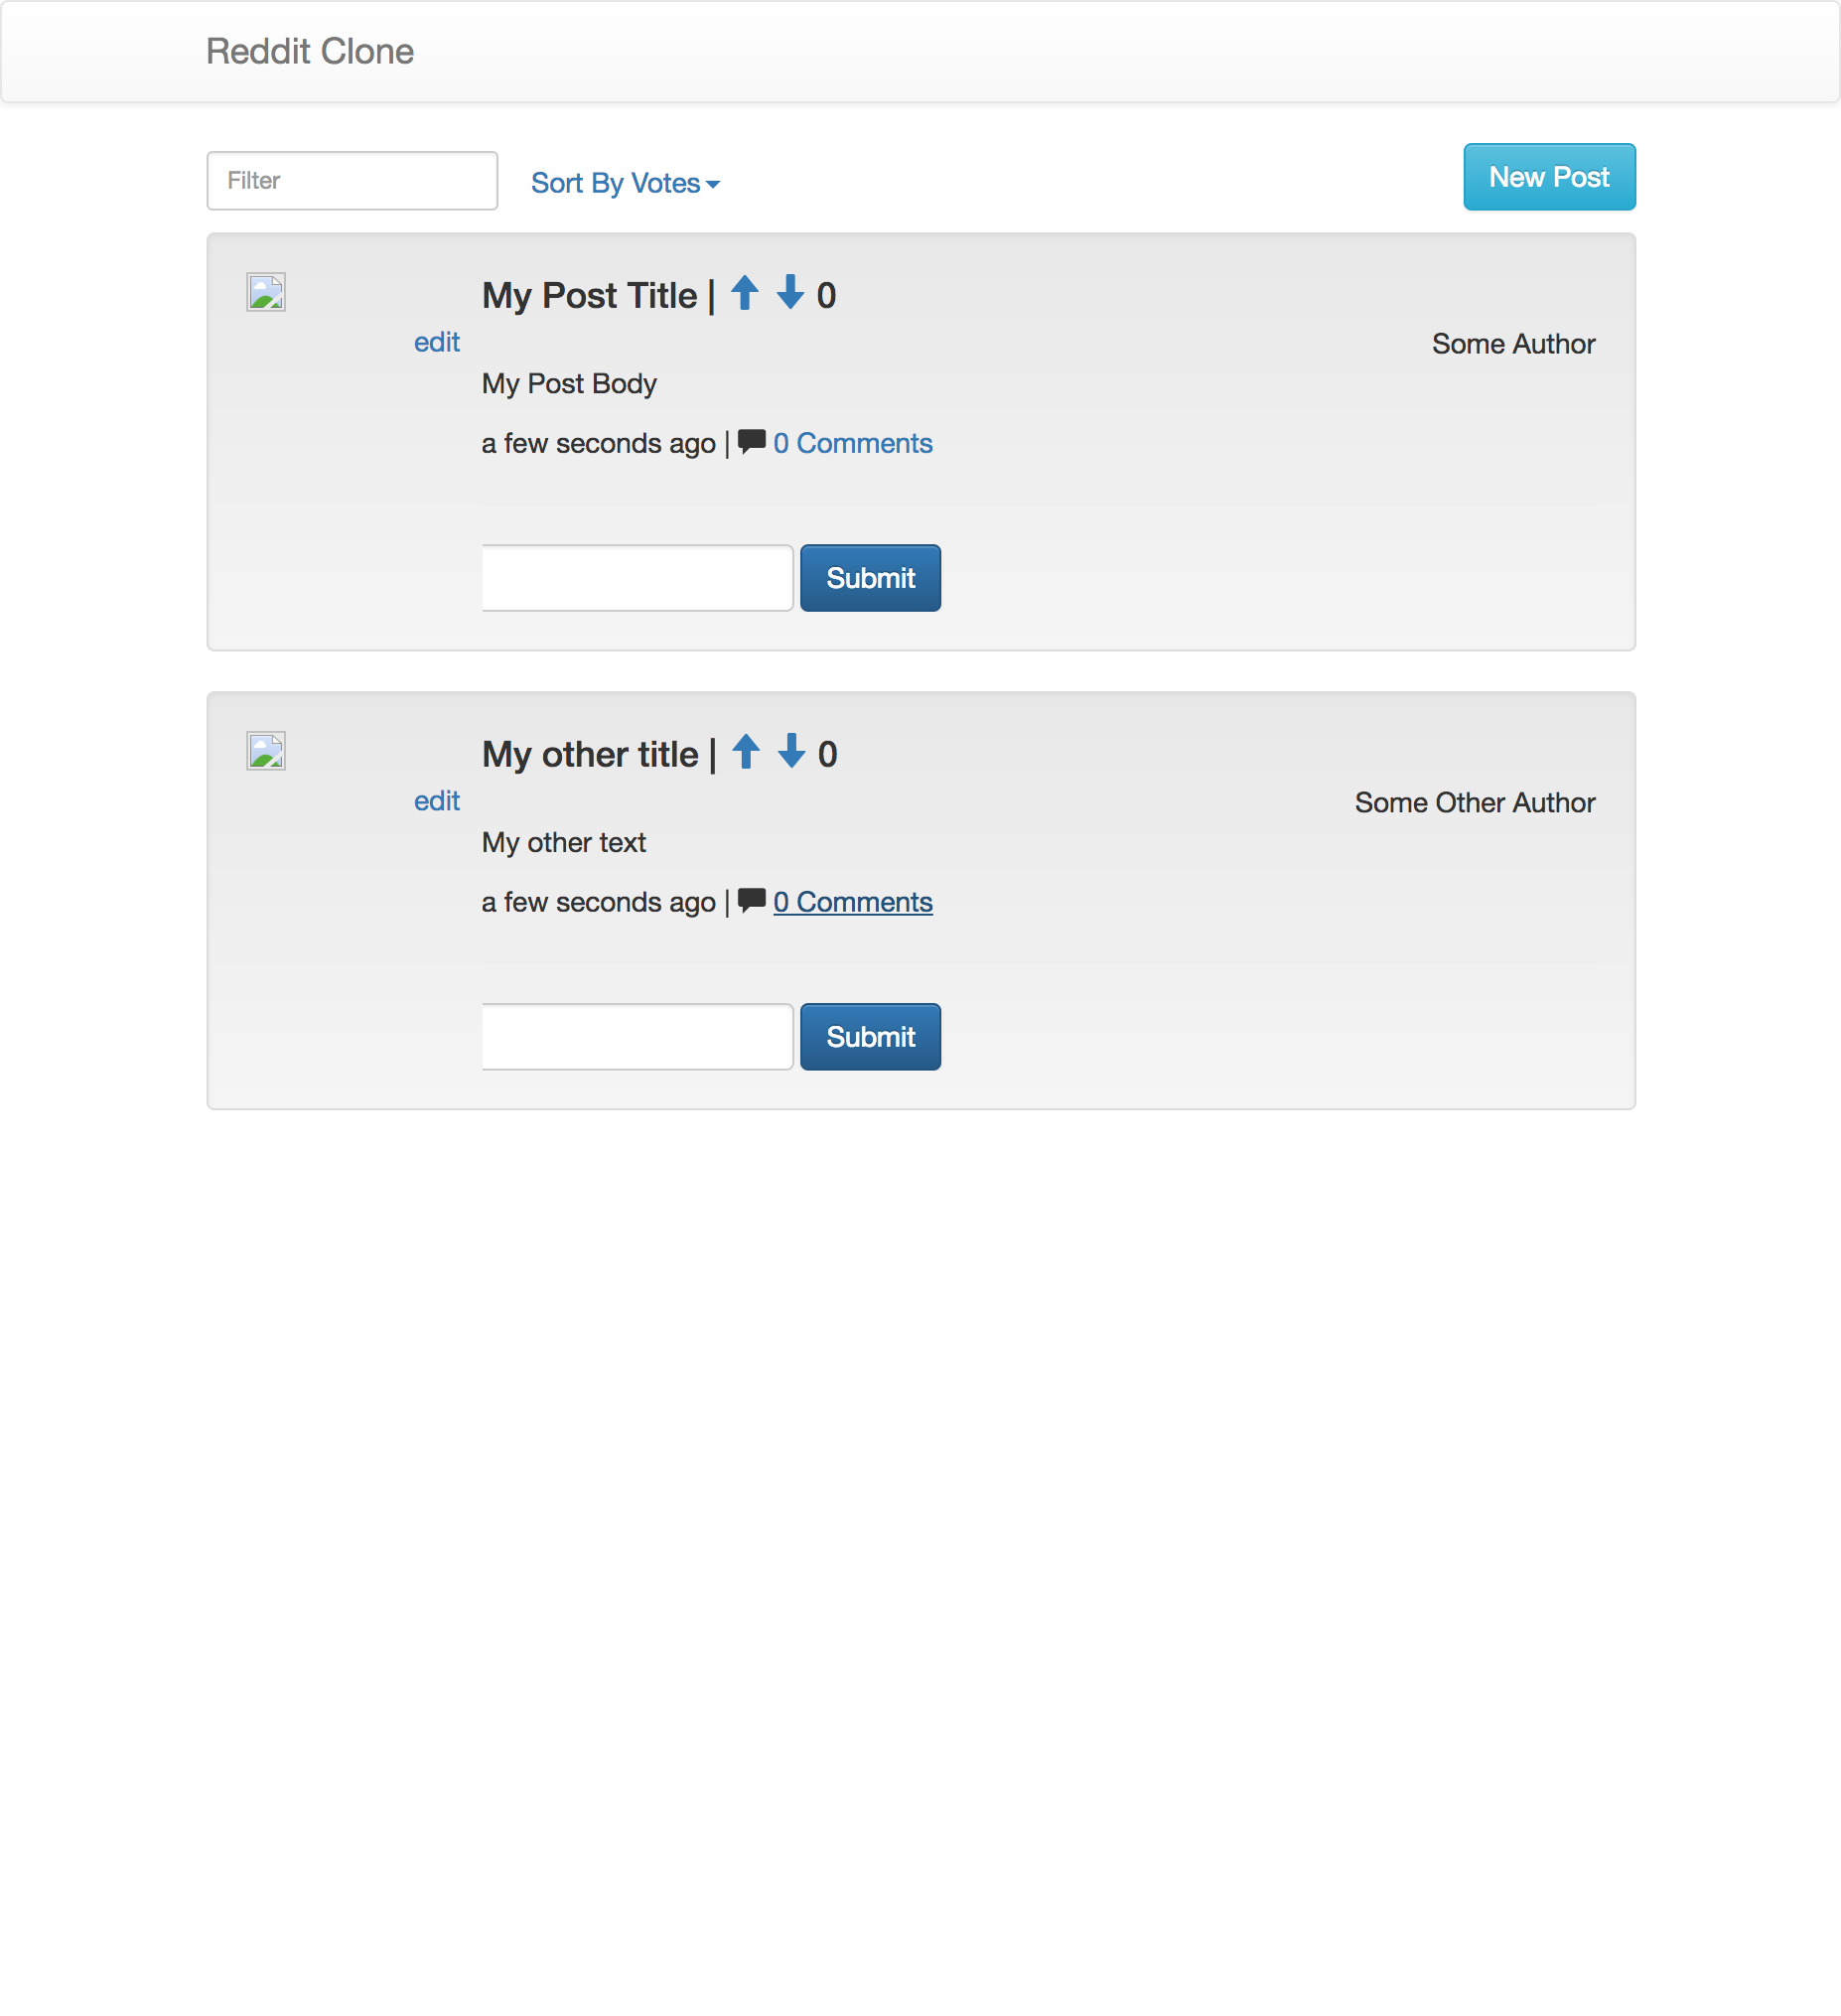 Reddit Clone
Filter
Sort By Votes
New Post
My Post Title | 0
edit
Some Author
My Post Body
a few seconds ago | 0 Comments
Submit
My other title | 0
edit
Some Other Author
My other text
a few seconds ago | 0 Comments
Submit